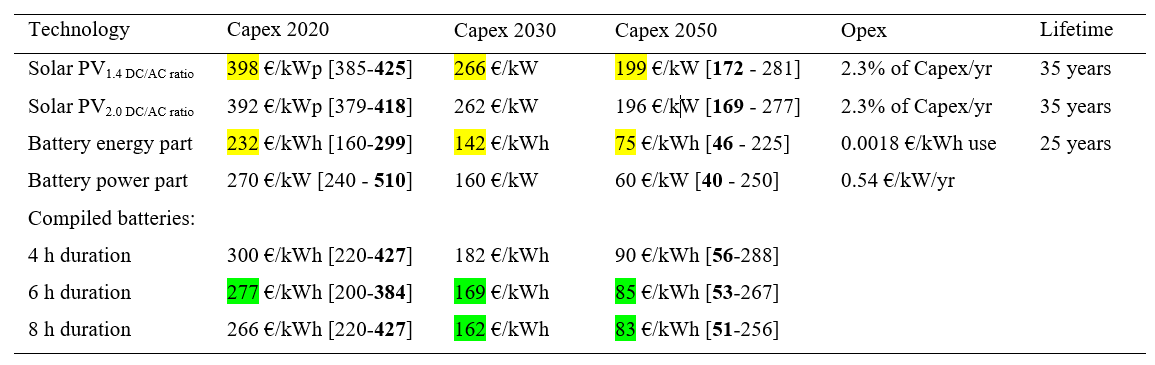 Technology Capex 2020 Capex 2030 Capex 2050 Opex Lifetime
Solar PV1.4 DC/AC ratio 398 €/kWp [385-425] 266 €/kW 199 €/kW [172 - 281] 2.3% of Capex/yr 35 years
Solar PV2.0 DC/AC ratio 392 €/kWp [379-418] 262 €/kW 196 €/kW [169 - 277] 2.3% of Capex/yr 35 years
Battery energy part 232 €/kWh [160-299] 142 €/kWh 75 €/kWh [46 - 225] 0.0018 €/kWh use 25 years
Battery power part 270 €/kW [240 - 510] 160 €/kW 60 €/kW [40 - 250] 0.54 €/kW/yr
Compiled batteries:
4 h duration 300 €/kWh [220-427] 182 €/kWh 90 €/kWh [56-288]
6 h duration 277 €/kWh [200-384] 169 €/kWh 85 €/kWh [53-267]
8 h duration 266 €/kWh [220-427] 162 €/kWh 83 €/kWh [51-256]